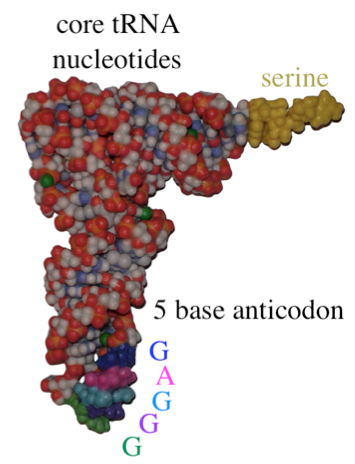 core tRNA
nucleotides
serine
5 base anticodon
G
A
G
G
G